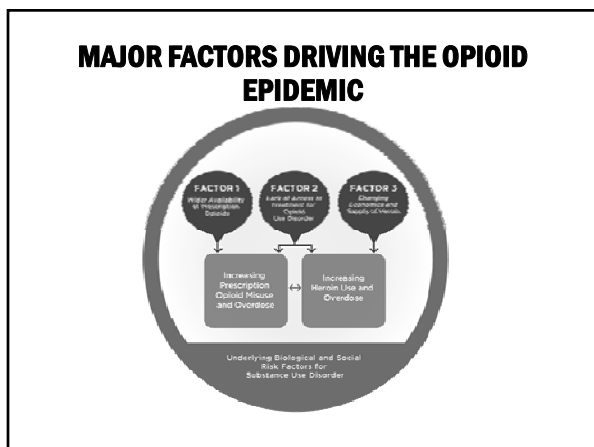 MAJOR FACTORS DRIVING THE OPIOID
EPIDEMIC
FACTOR 1
Wider Availability
of Prescription
Opioids
FACTOR 2
Lack of Access to
Treatment for
Opioid
Use Disorder
FACTOR 3
Changing
Economics and
Supply of Heroin
Increasing
Prescription
Opioid Misuse
and Overdose
Increasing
Heroin Use and
Overdose
Underlying Biological and Social
Risk Factors for
Substance Use Disorder